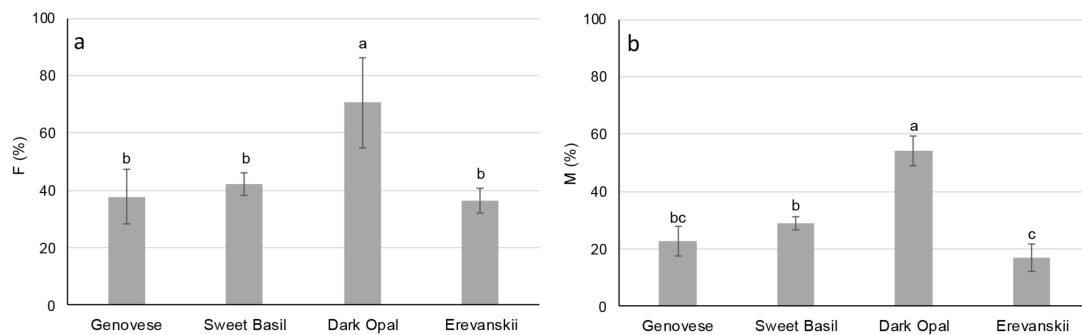 a
F (%)
100
80
60
40
20
0
b
b
a
b
Genovese
Sweet Basil
Dark Opal
Erevanskii
b
M (%)
100
80
60
40
20
0
bc
b
a
c
Genovese
Sweet Basil
Dark Opal
Erevanskii